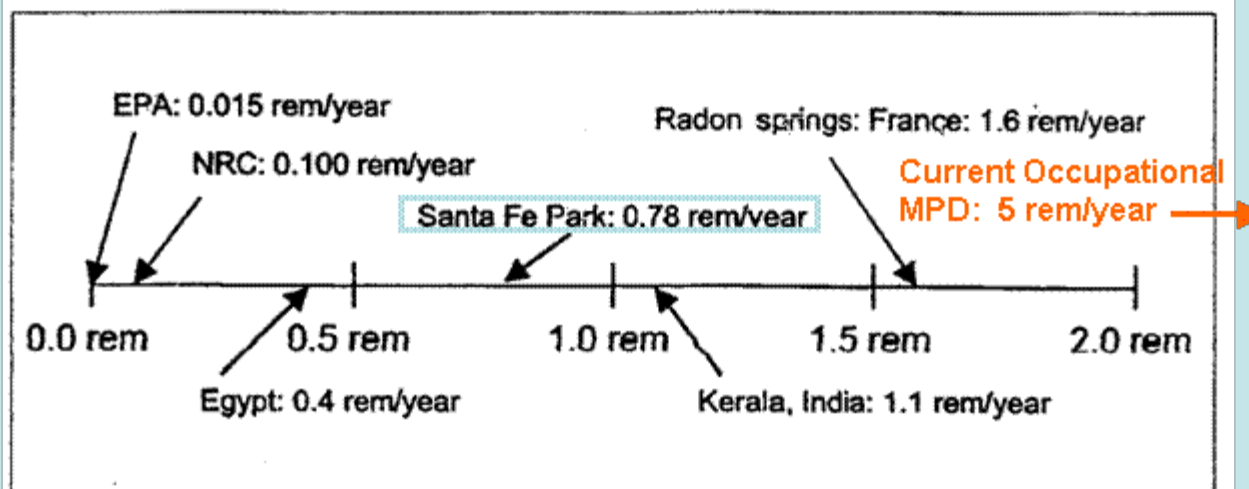 EPA: 0.015 rem/year
NRC: 0.100 rem/year
Santa Fe Park: 0.78 rem/year
Radon springs: France: 1.6 rem/year
Current Occupational
MPD: 5 rem/year
0.0 rem 0.5 rem 1.0 rem 1.5 rem 2.0 rem
Egypt: 0.4 rem/year
Kerala, India: 1.1 rem/year